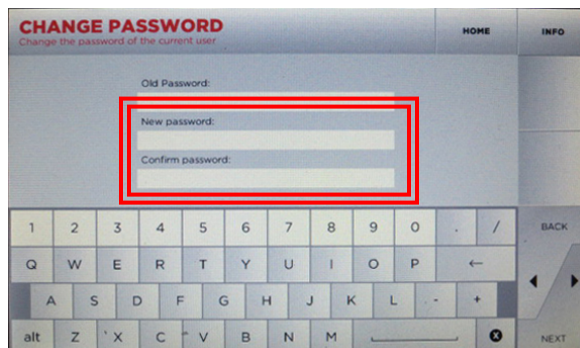 CHANGE PASSWORD
Change the password of the current user
HOME
INFO
Old Password:
New password:
Confirm password:
1 2 3 4 5 6 7 8 9 0 . /
BACK
Q W E R T Y U I O P ←
A S D F G H J K L - +
alt Z X C V B N M
NEXT